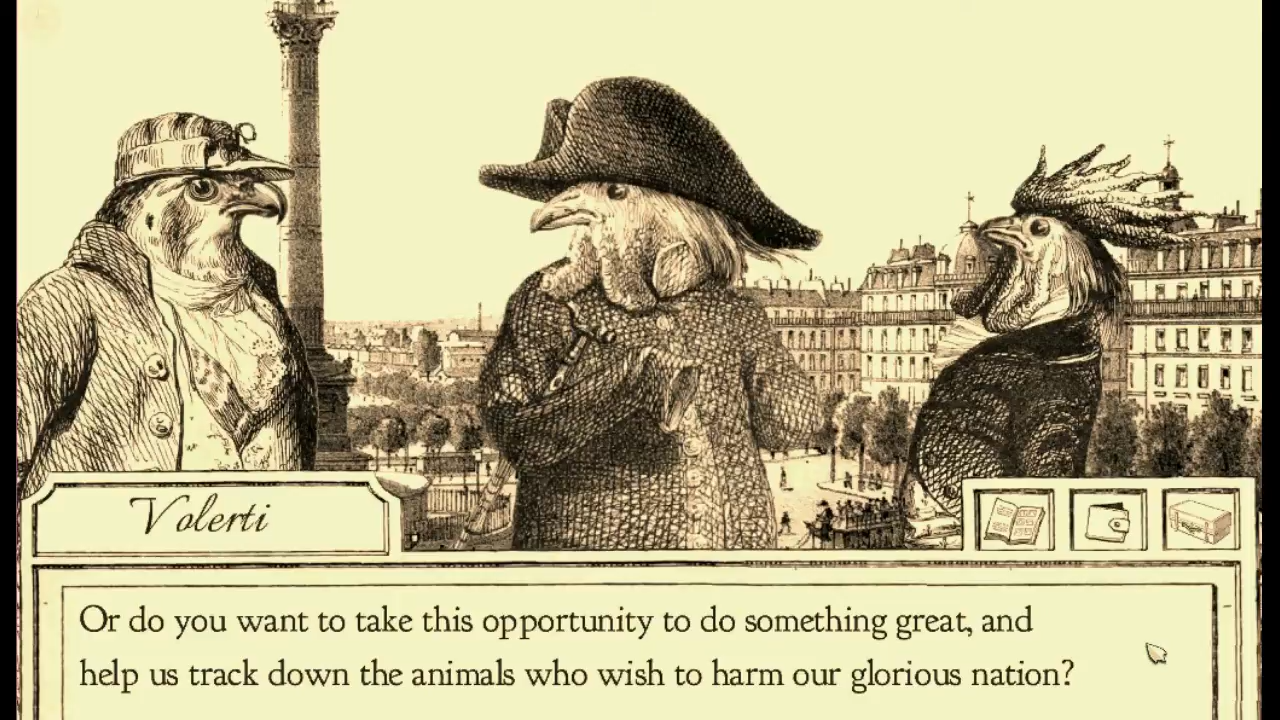 Volerti
Or do you want to take this opportunity to do something great, and
help us track down the animals who wish to harm our glorious nation?